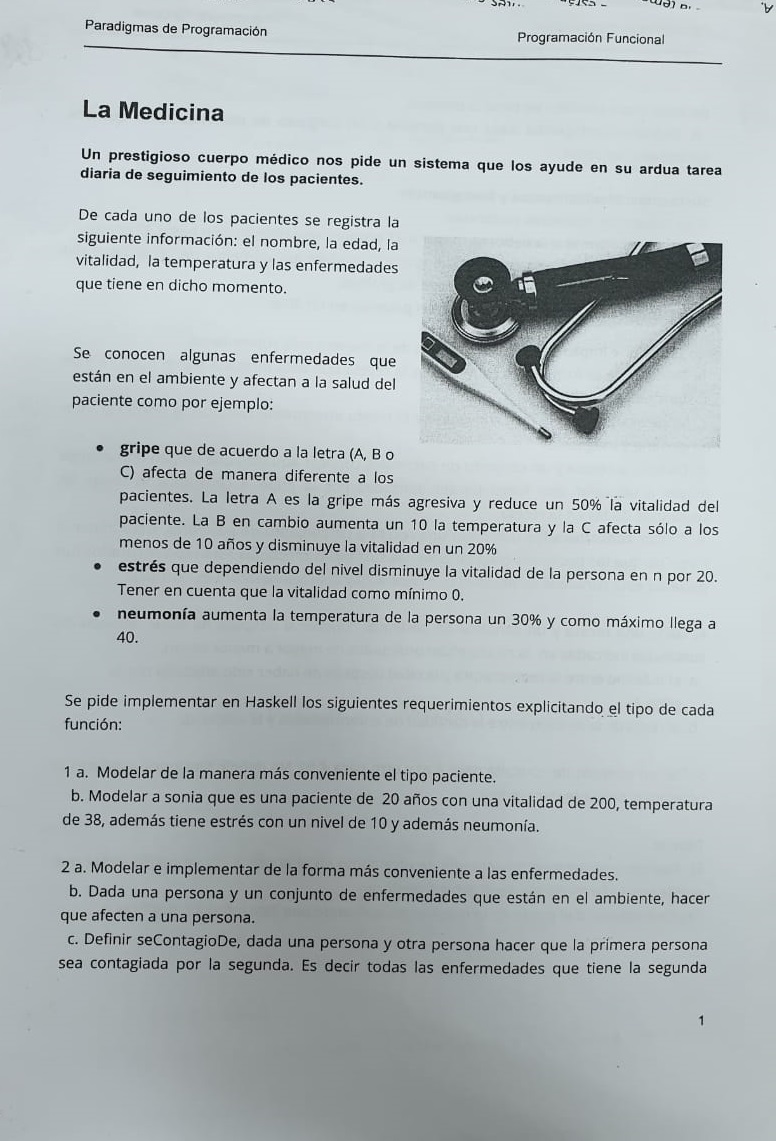 Paradigmas de Programación
Programación Funcional
La Medicina
Un prestigioso cuerpo médico nos pide un sistema que los ayude en su ardua tarea
diaria de seguimiento de los pacientes.
De cada uno de los pacientes se registra la
siguiente información: el nombre, la edad, la
vitalidad, la temperatura y las enfermedades
que tiene en dicho momento.
Se conocen algunas enfermedades que
están en el ambiente y afectan a la salud del
paciente como por ejemplo:
• gripe que de acuerdo a la letra (A, B o
C) afecta de manera diferente a los
pacientes. La letra A es la gripe más agresiva y reduce un 50% la vitalidad del
paciente. La B en cambio aumenta un 10 la temperatura y la C afecta sólo a los
menos de 10 años y disminuye la vitalidad en un 20%
• estrés que dependiendo del nivel disminuye la vitalidad de la persona en n por 20.
Tener en cuenta que la vitalidad como mínimo 0.
• neumonía aumenta la temperatura de la persona un 30% y como máximo llega a
40.
Se pide implementar en Haskell los siguientes requerimientos explicitando el tipo de cada
función:
1 a. Modelar de la manera más conveniente el tipo paciente.
b. Modelar a sonia que es una paciente de 20 años con una vitalidad de 200, temperatura
de 38, además tiene estrés con un nivel de 10 y además neumonía.
2 a. Modelar e implementar de la forma más conveniente a las enfermedades.
b. Dada una persona y un conjunto de enfermedades que están en el ambiente, hacer
que afecten a una persona.
c. Definir seContagioDe, dada una persona y otra persona hacer que la primera persona
sea contagiada por la segunda. Es decir todas las enfermedades que tiene la segunda
1